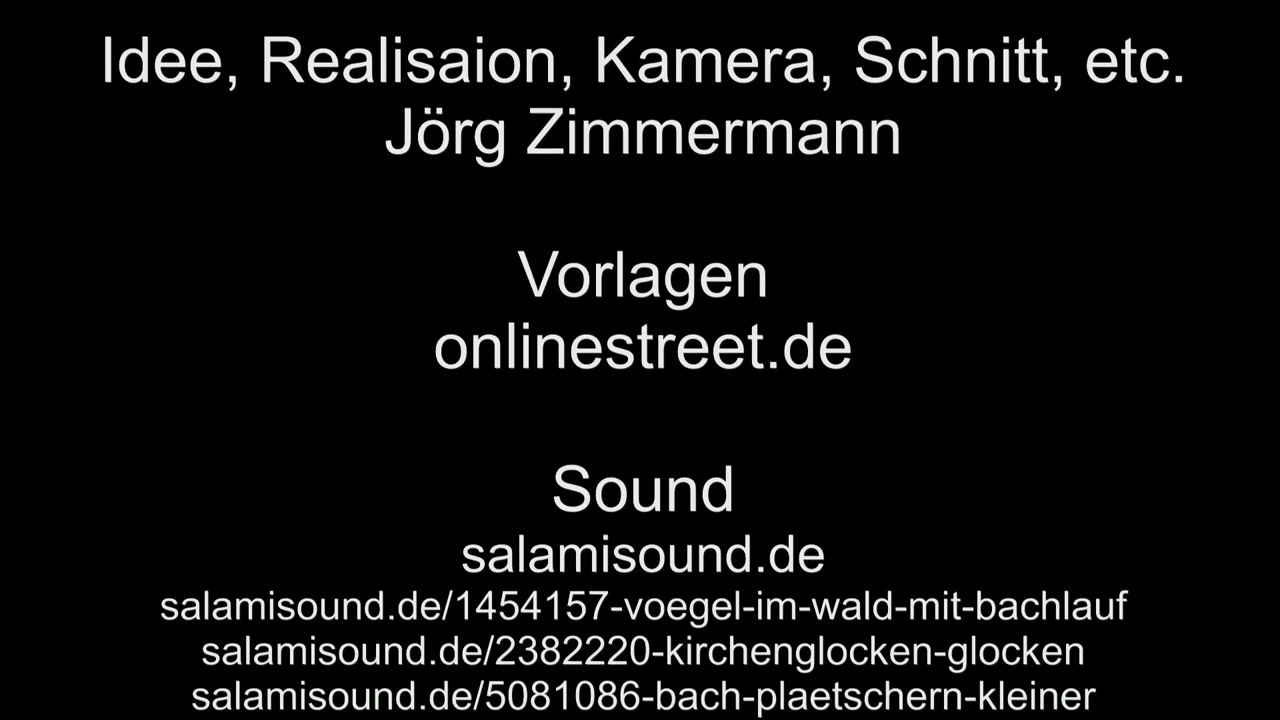 Idee, Realisaion, Kamera, Schnitt, etc.
Jörg Zimmermann
Vorlagen
onlinestreet.de
Sound
salamisound.de
salamisound.de/1454157-voegel-im-wald-mit-bachlauf
salamisound.de/2382220-kirchenglocken-glocken
salamisound.de/5081086-bach-plaetschern-kleiner